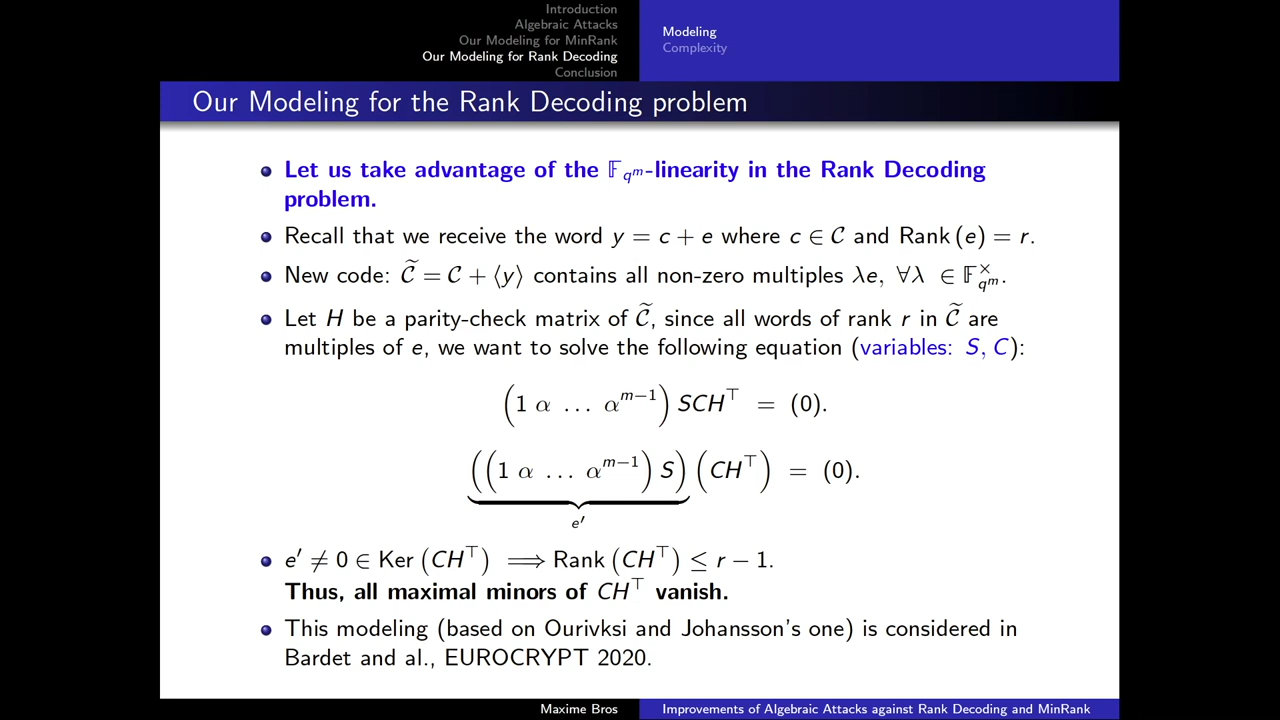 Introduction
Algebraic Attacks
Our Modeling for MinRank
Our Modeling for Rank Decoding
Conclusion
Modeling
Complexity
Our Modeling for the Rank Decoding problem
Let us take advantage of the 𝔽_{q^m}-linearity in the Rank Decoding
problem.
Recall that we receive the word y = c + e where c ∈ 𝒞 and Rank (e) = r.
New code: 𝒞̃ = 𝒞 + ⟨y⟩ contains all non-zero multiples λe, ∀λ ∈ 𝔽_{q^m}^×.
Let H be a parity-check matrix of 𝒞̃, since all words of rank r in 𝒞̃ are
multiples of e, we want to solve the following equation (variables: S, C):
(1 α … α^{m−1}) SCH^⊤ = (0).
((1 α … α^{m−1}) S) (CH^⊤) = (0).
e′
e′ ≠ 0 ∈ Ker (CH^⊤) ⟹ Rank (CH^⊤) ≤ r − 1.
Thus, all maximal minors of CH^⊤ vanish.
This modeling (based on Ourivksi and Johansson's one) is considered in
Bardet and al., EUROCRYPT 2020.
Maxime Bros
Improvements of Algebraic Attacks against Rank Decoding and MinRank